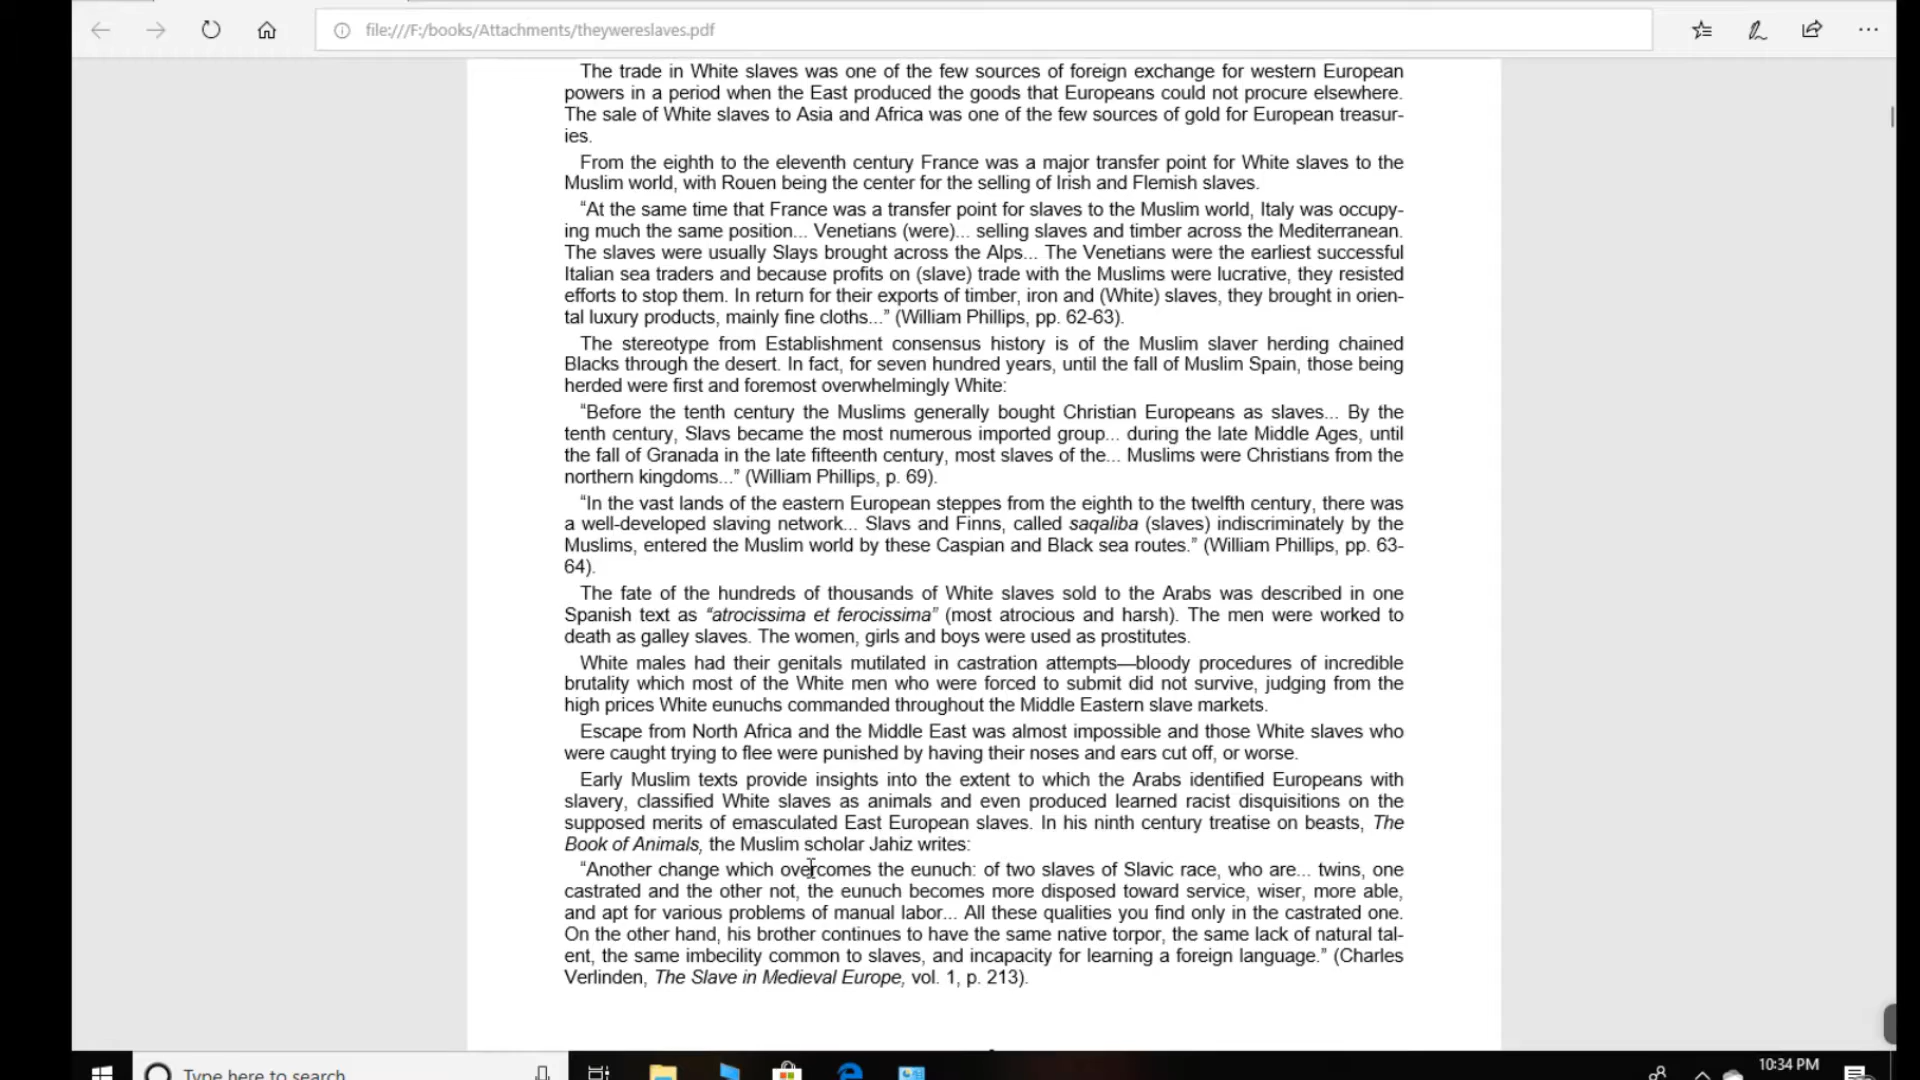 file:///F:/books/Attachments/theywereslaves.pdf
The trade in White slaves was one of the few sources of foreign exchange for western European
powers in a period when the East produced the goods that Europeans could not procure elsewhere.
The sale of White slaves to Asia and Africa was one of the few sources of gold for European treasur-
ies.
From the eighth to the eleventh century France was a major transfer point for White slaves to the
Muslim world, with Rouen being the center for the selling of Irish and Flemish slaves.
“At the same time that France was a transfer point for slaves to the Muslim world, Italy was occupy-
ing much the same position... Venetians (were)... selling slaves and timber across the Mediterranean.
The slaves were usually Slays brought across the Alps... The Venetians were the earliest successful
Italian sea traders and because profits on (slave) trade with the Muslims were lucrative, they resisted
efforts to stop them. In return for their exports of timber, iron and (White) slaves, they brought in orien-
tal luxury products, mainly fine cloths...” (William Phillips, pp. 62-63).
The stereotype from Establishment consensus history is of the Muslim slaver herding chained
Blacks through the desert. In fact, for seven hundred years, until the fall of Muslim Spain, those being
herded were first and foremost overwhelmingly White:
“Before the tenth century the Muslims generally bought Christian Europeans as slaves... By the
tenth century, Slavs became the most numerous imported group... during the late Middle Ages, until
the fall of Granada in the late fifteenth century, most slaves of the... Muslims were Christians from the
northern kingdoms...” (William Phillips, p. 69).
“In the vast lands of the eastern European steppes from the eighth to the twelfth century, there was
a well-developed slaving network... Slavs and Finns, called saqaliba (slaves) indiscriminately by the
Muslims, entered the Muslim world by these Caspian and Black sea routes.” (William Phillips, pp. 63-
64).
The fate of the hundreds of thousands of White slaves sold to the Arabs was described in one
Spanish text as “atrocissima et ferocissima” (most atrocious and harsh). The men were worked to
death as galley slaves. The women, girls and boys were used as prostitutes.
White males had their genitals mutilated in castration attempts—bloody procedures of incredible
brutality which most of the White men who were forced to submit did not survive, judging from the
high prices White eunuchs commanded throughout the Middle Eastern slave markets.
Escape from North Africa and the Middle East was almost impossible and those White slaves who
were caught trying to flee were punished by having their noses and ears cut off, or worse.
Early Muslim texts provide insights into the extent to which the Arabs identified Europeans with
slavery, classified White slaves as animals and even produced learned racist disquisitions on the
supposed merits of emasculated East European slaves. In his ninth century treatise on beasts, The
Book of Animals, the Muslim scholar Jahiz writes:
“Another change which overcomes the eunuch: of two slaves of Slavic race, who are... twins, one
castrated and the other not, the eunuch becomes more disposed toward service, wiser, more able,
and apt for various problems of manual labor... All these qualities you find only in the castrated one.
On the other hand, his brother continues to have the same native torpor, the same lack of natural tal-
ent, the same imbecility common to slaves, and incapacity for learning a foreign language.” (Charles
Verlinden, The Slave in Medieval Europe, vol. 1, p. 213).
Type here to search
10:34 PM